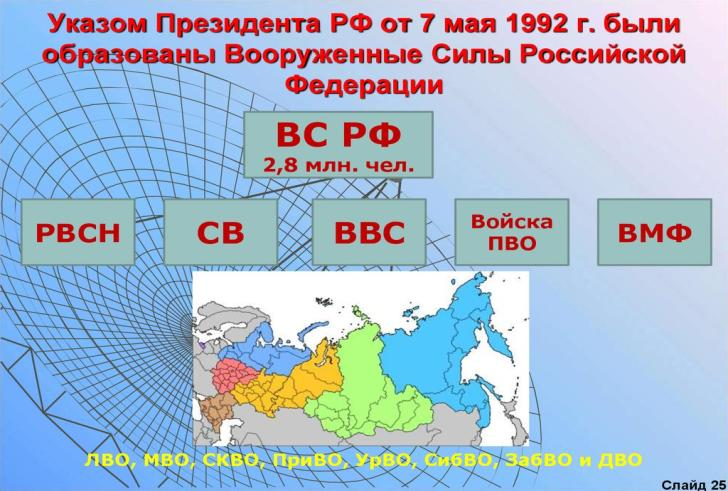 Указом Президента РФ от 7 мая 1992 г. были
образованы Вооруженные Силы Российской
Федерации
ВС РФ
2,8 млн. чел.
РВСН
СВ
ВВС
Войска
ПВО
ВМФ
ЛВО, МВО, СКВО, ПриВО, УрВО, СибВО, ЗабВО и ДВО
Слайд 25